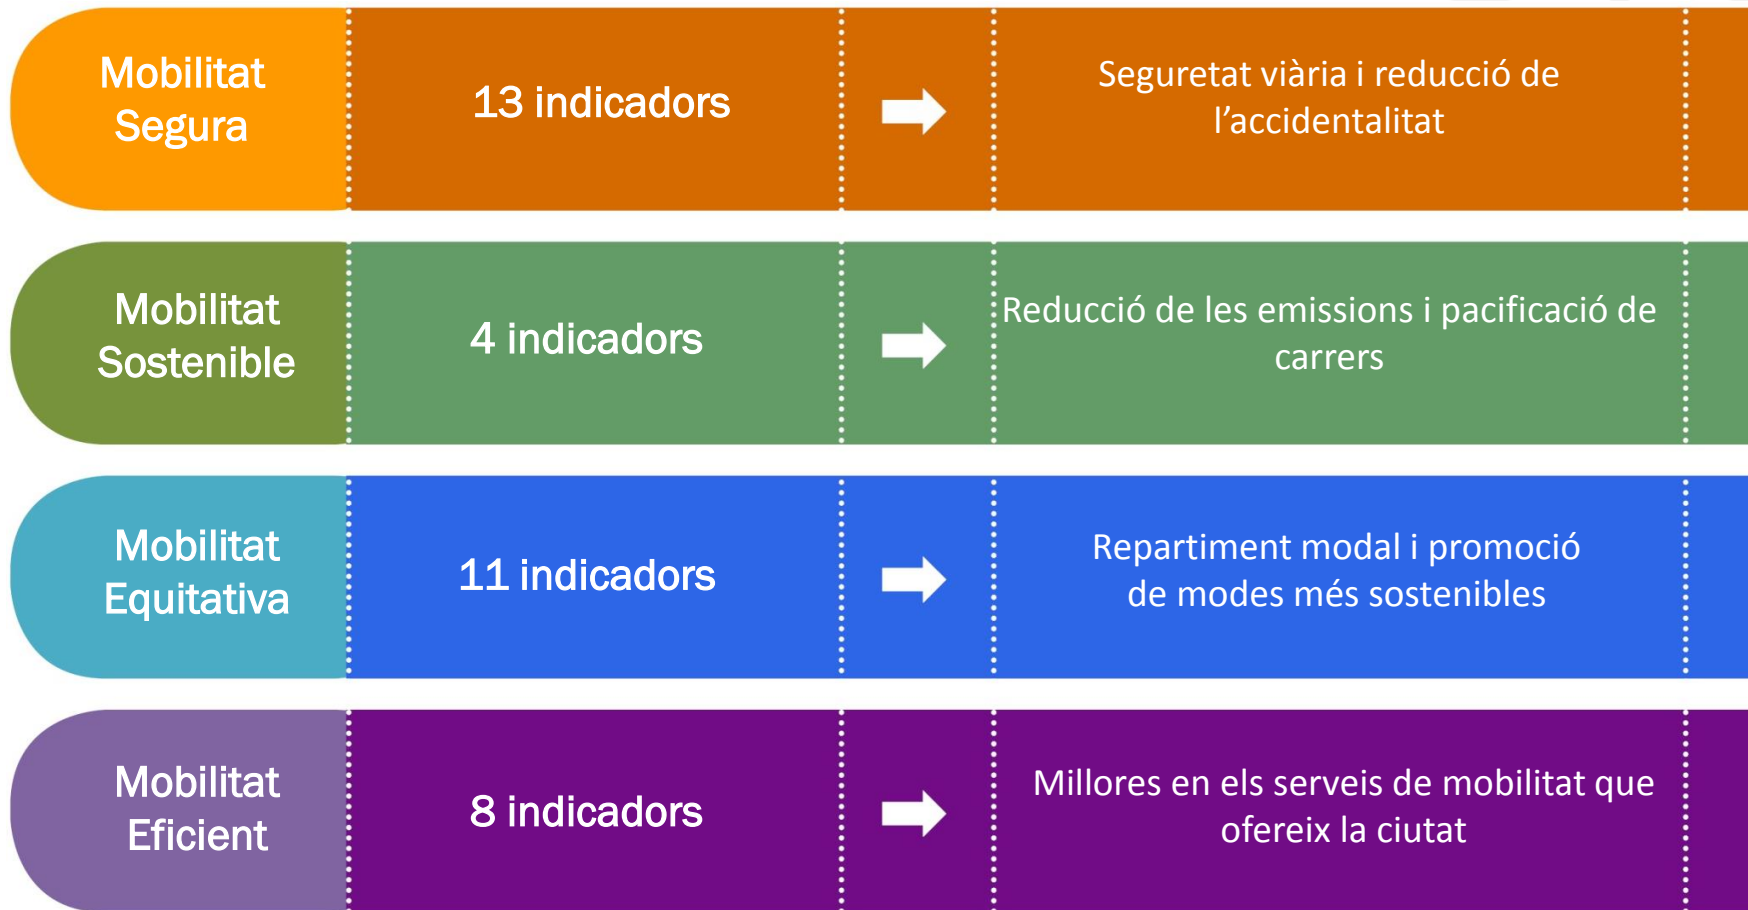 Mobilitat
Segura
13 indicadors
Seguretat viària i reducció de
l’accidentalitat
Mobilitat
Sostenible
4 indicadors
Reducció de les emissions i pacificació de
carrers
Mobilitat
Equitativa
11 indicadors
Repartiment modal i promoció
de modes més sostenibles
Mobilitat
Eficient
8 indicadors
Millores en els serveis de mobilitat que
ofereix la ciutat